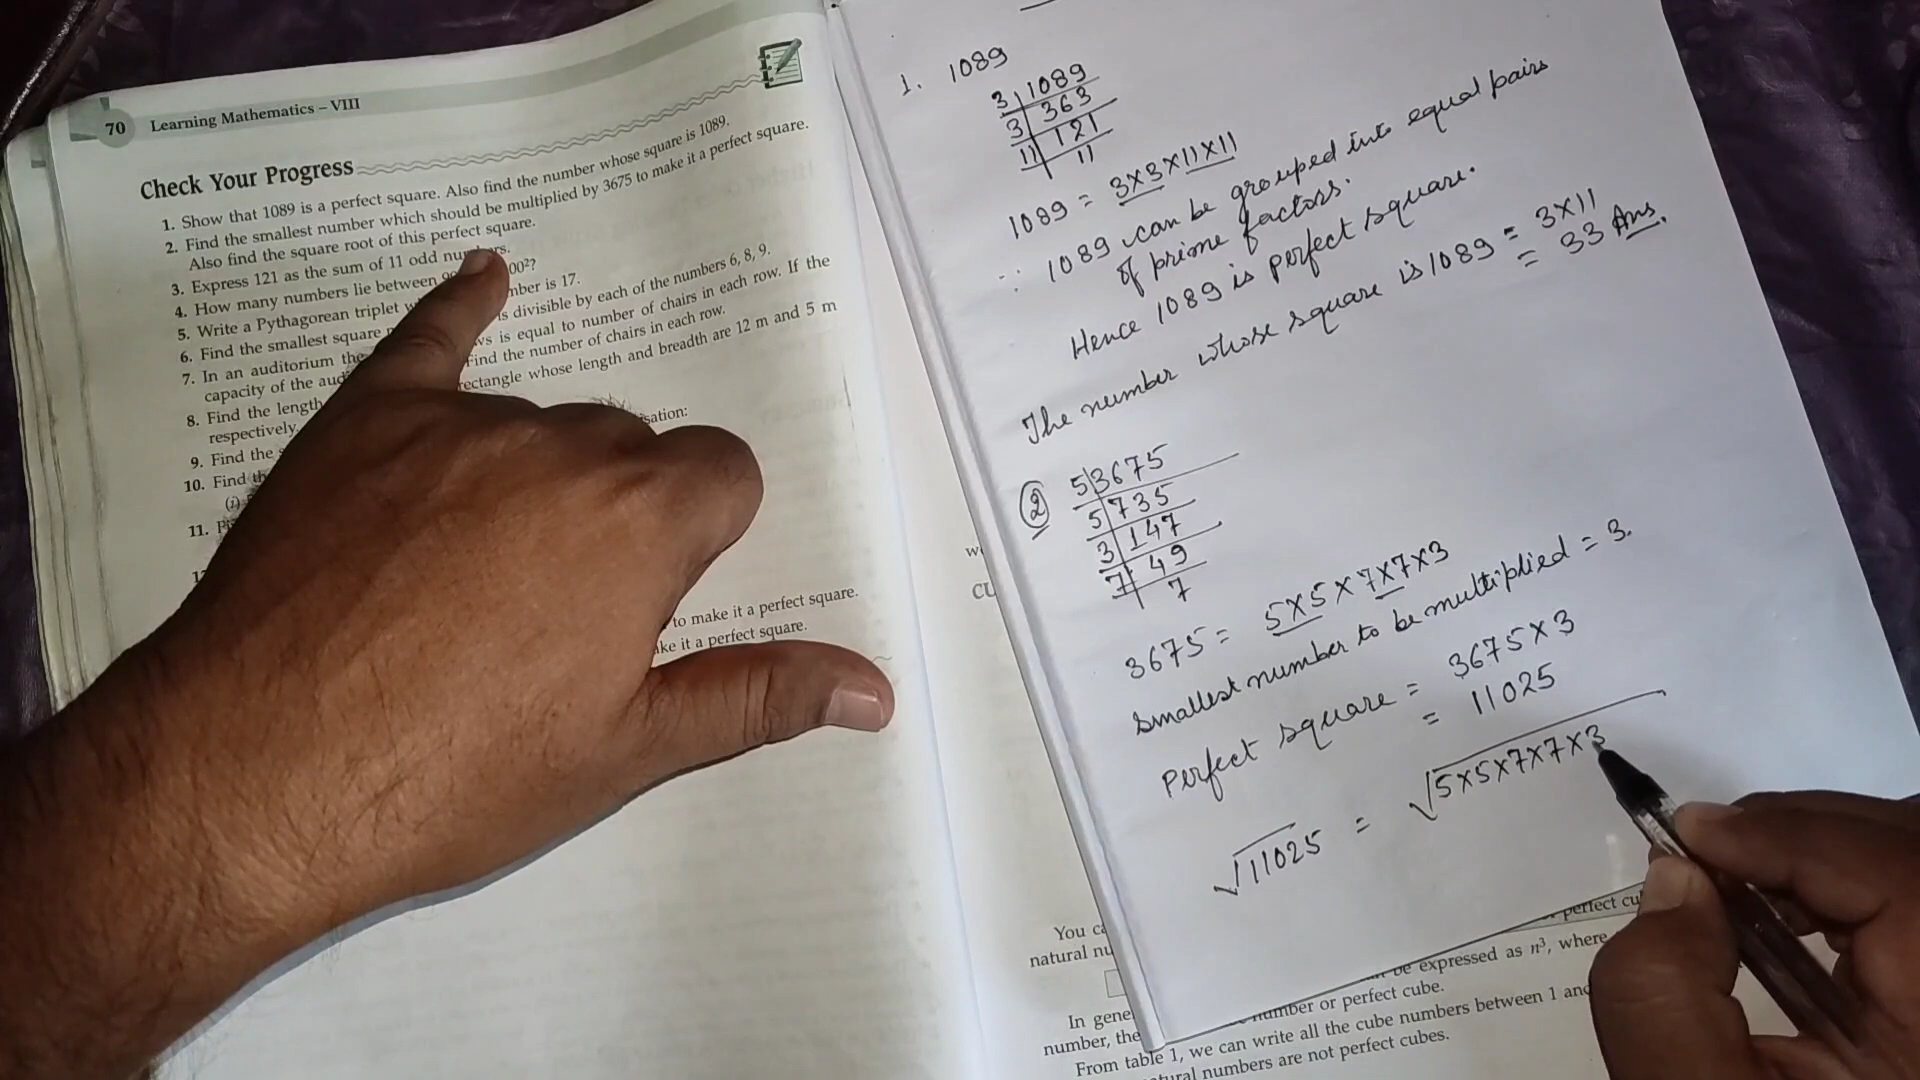 70 Learning Mathematics – VIII
Check Your Progress
1. Show that 1089 is a perfect square. Also find the number whose square is 1089.
2. Find the smallest number which should be multiplied by 3675 to make it a perfect square.
Also find the square root of this perfect square.
3. Express 121 as the sum of 11 odd numbers.
4. How many numbers lie between 00²?
5. Write a Pythagorean triplet mber is 17.
6. Find the smallest square is divisible by each of the numbers 6, 8, 9.
7. In an auditorium the ws is equal to number of chairs in each row. If the
capacity of the Find the number of chairs in each row.
8. Find the length rectangle whose length and breadth are 12 m and 5 m
respectively.
9. Find the
10. Find sation:
(i)
11.
to make it a perfect square.
ke it a perfect square.
1. 1089
3 1089
3 363
11 121
11
1089 = 3×3×11×11
∴ 1089 can be grouped into equal pairs
of prime factors.
Hence 1089 is perfect square.
The number whose square is 1089 = 3×11
= 33 Ans.
2 5 3675
5 735
3 147
7 49
7
3675 = 5×5×7×7×3
Smallest number to be multiplied = 3.
Perfect square = 3675×3
= 11025
√11025 = √5×5×7×7×3
You
natural
perfect cu
be expressed as n³, where
In gene
number, the number or perfect cube.
From table 1, we can write all the cube numbers between 1 and
tural numbers are not perfect cubes.